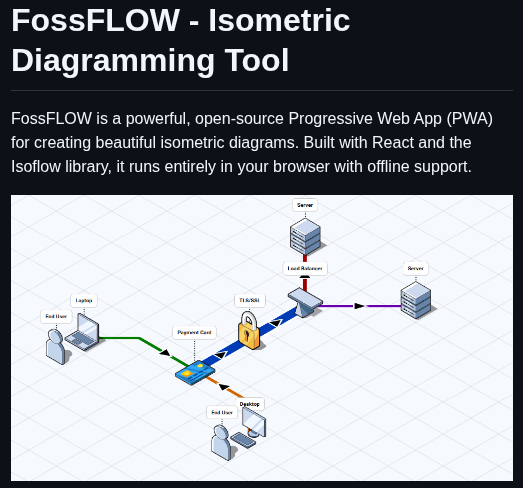 FossFLOW - Isometric
Diagramming Tool
FossFLOW is a powerful, open-source Progressive Web App (PWA)
for creating beautiful isometric diagrams. Built with React and the
Isoflow library, it runs entirely in your browser with offline support.
Server
Load Balancer
Server
TLS/SSL
Laptop
End User
Payment Card
Desktop
End User